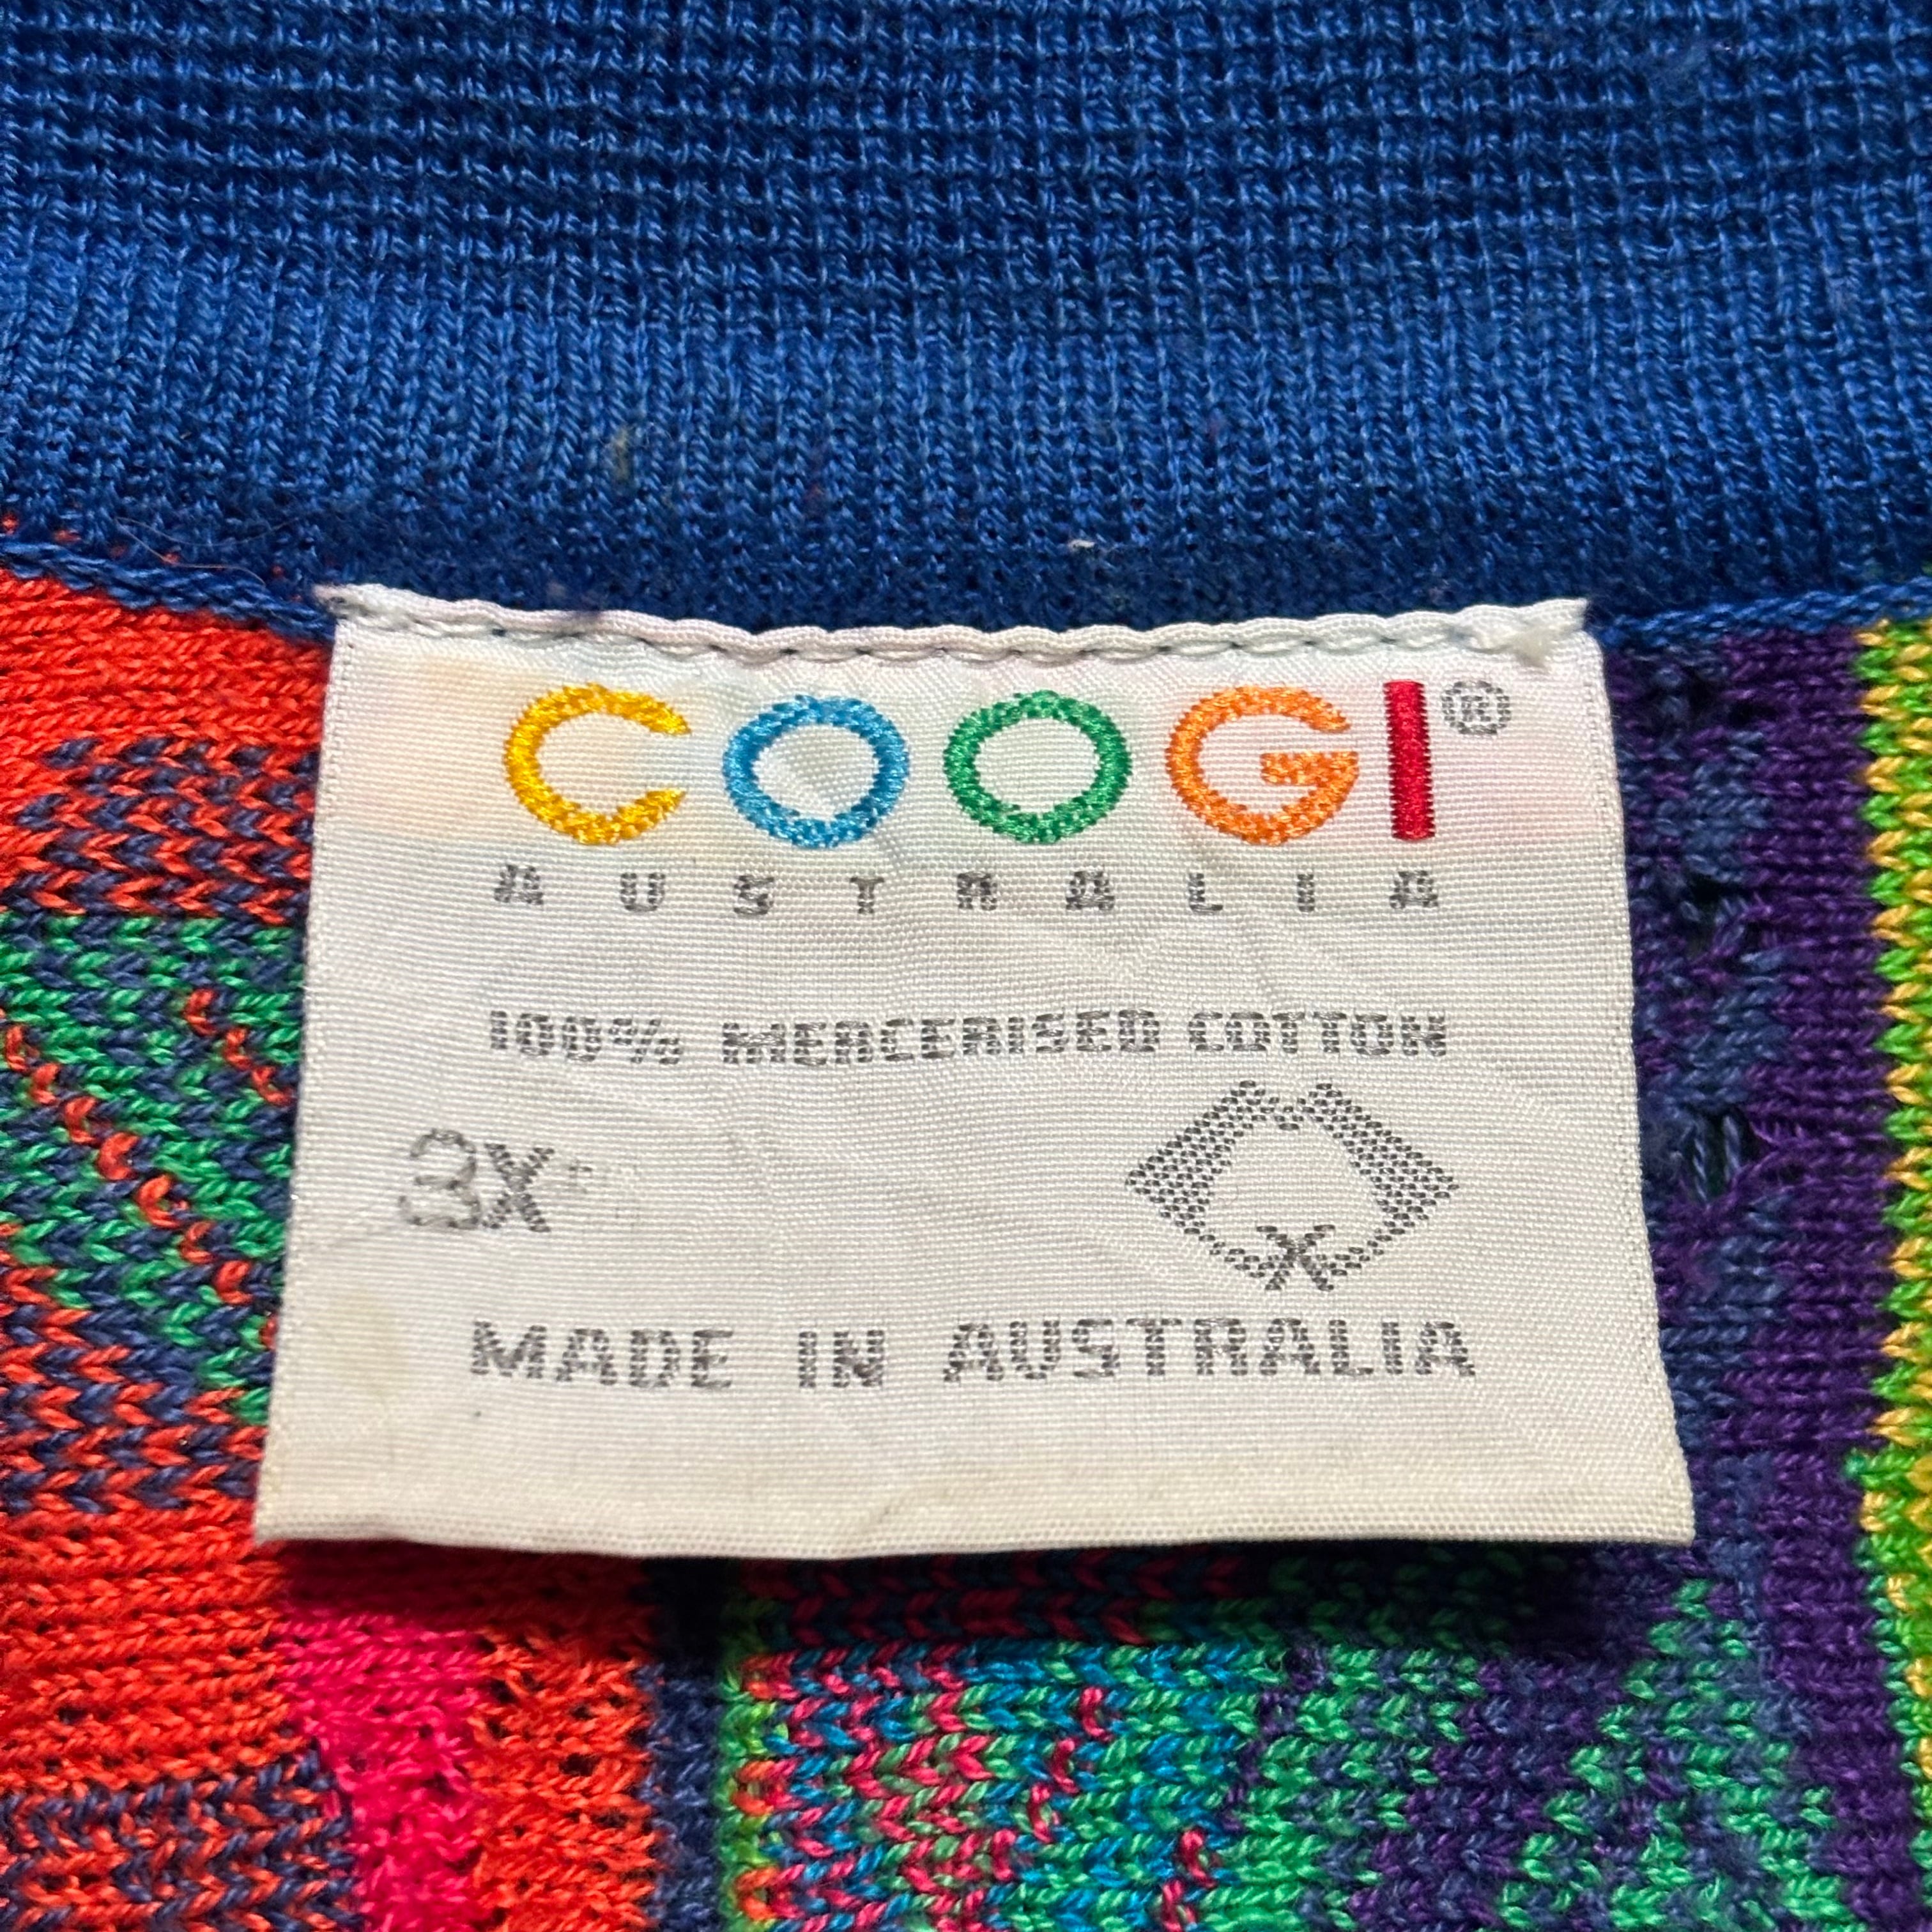 COOGI®
AUSTRALIA
100% MERCERISED COTTON
3X
MADE IN AUSTRALIA